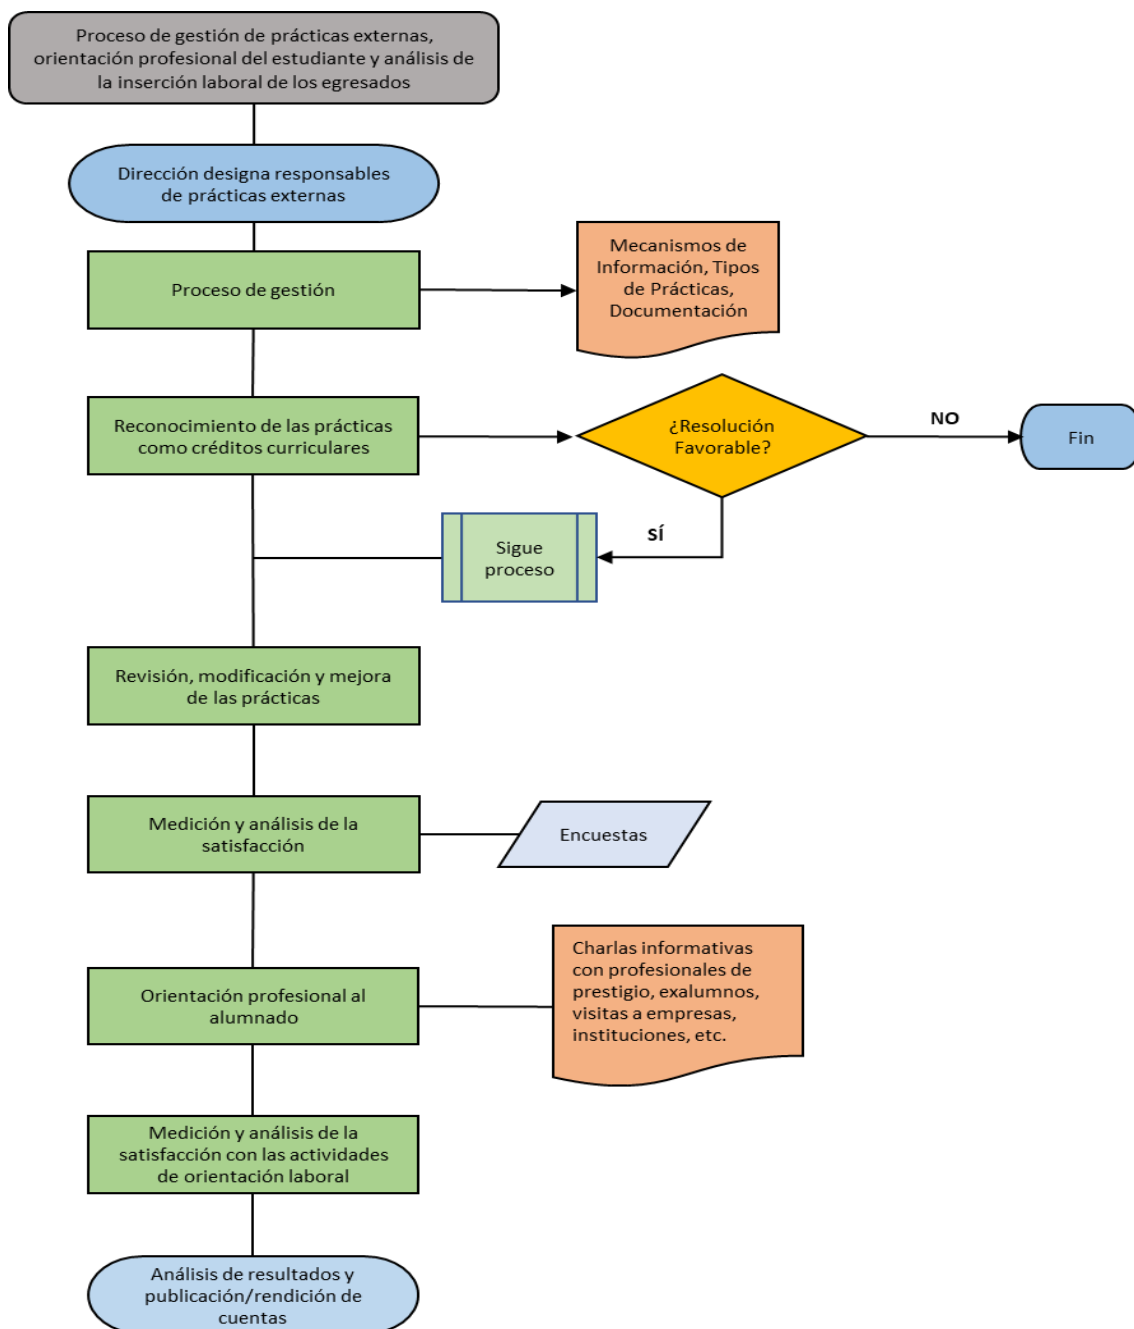 Proceso de gestión de prácticas externas,
orientación profesional del estudiante y análisis de
la inserción laboral de los egresados
Dirección designa responsables
de prácticas externas
Proceso de gestión
Mecanismos de
Información, Tipos
de Prácticas,
Documentación
Reconocimiento de las prácticas
como créditos curriculares
¿Resolución
Favorable?
NO
Fin
SÍ
Sigue
proceso
Revisión, modificación y mejora
de las prácticas
Medición y análisis de la
satisfacción
Encuestas
Orientación profesional al
alumnado
Charlas informativas
con profesionales de
prestigio, exalumnos,
visitas a empresas,
instituciones, etc.
Medición y análisis de la
satisfacción con las actividades
de orientación laboral
Análisis de resultados y
publicación/rendición de
cuentas